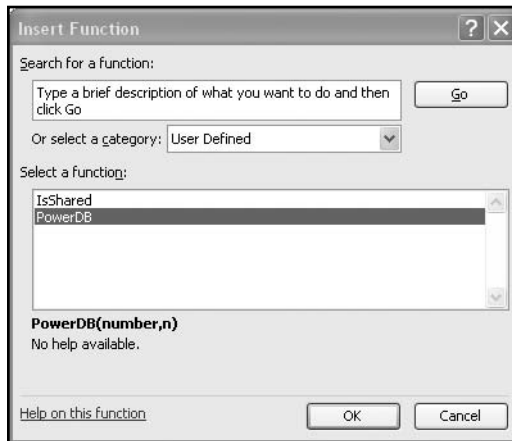 Insert Function
Search for a function:
Type a brief description of what you want to do and then
click Go
Go
Or select a category: User Defined
Select a function:
IsShared
PowerDB
PowerDB(number,n)
No help available.
Help on this function
OK
Cancel